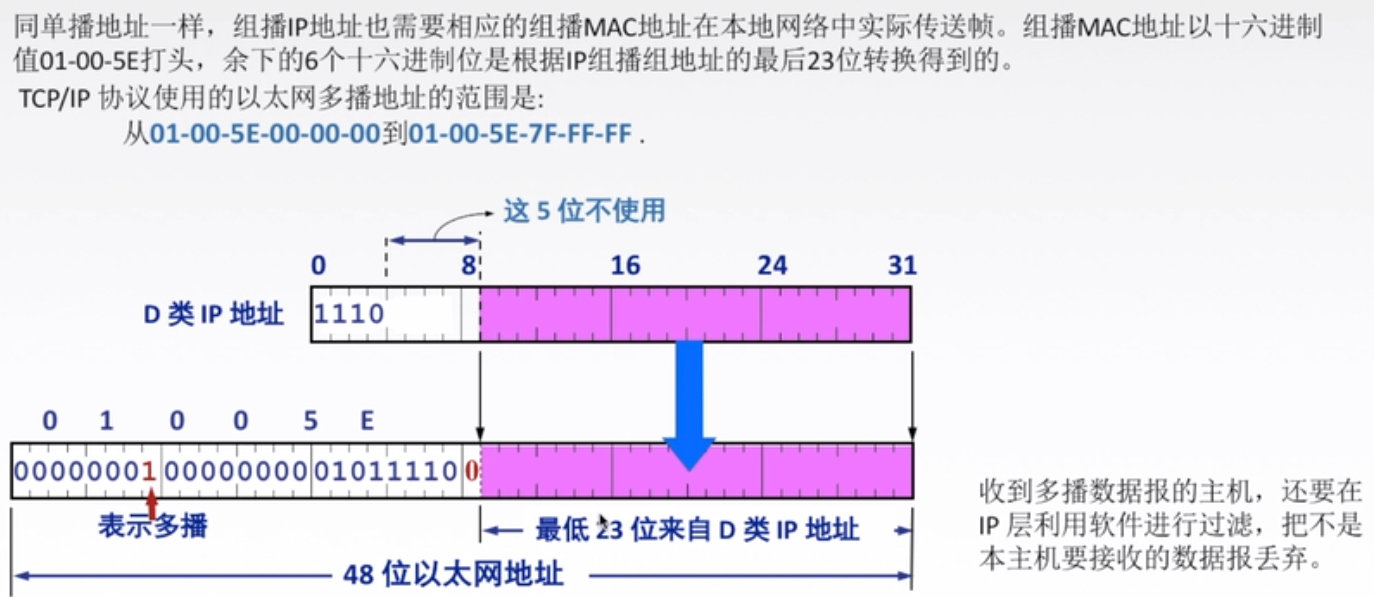 同单播地址一样，组播IP地址也需要相应的组播MAC地址在本地网络中实际传送帧。组播MAC地址以十六进制
值01-00-5E打头，余下的6个十六进制位是根据IP组播组地址的最后23位转换得到的。
TCP/IP 协议使用的以太网多播地址的范围是:
从01-00-5E-00-00-00到01-00-5E-7F-FF-FF .
这 5 位不使用
0 8 16 24 31
D 类 IP 地址 1110
0 1 0 0 5 E
00000001 00000000 01011110 0
表示多播
最低 23 位来自 D 类 IP 地址
48 位以太网地址
收到多播数据报的主机，还要在
IP 层利用软件进行过滤，把不是
本主机要接收的数据报丢弃。